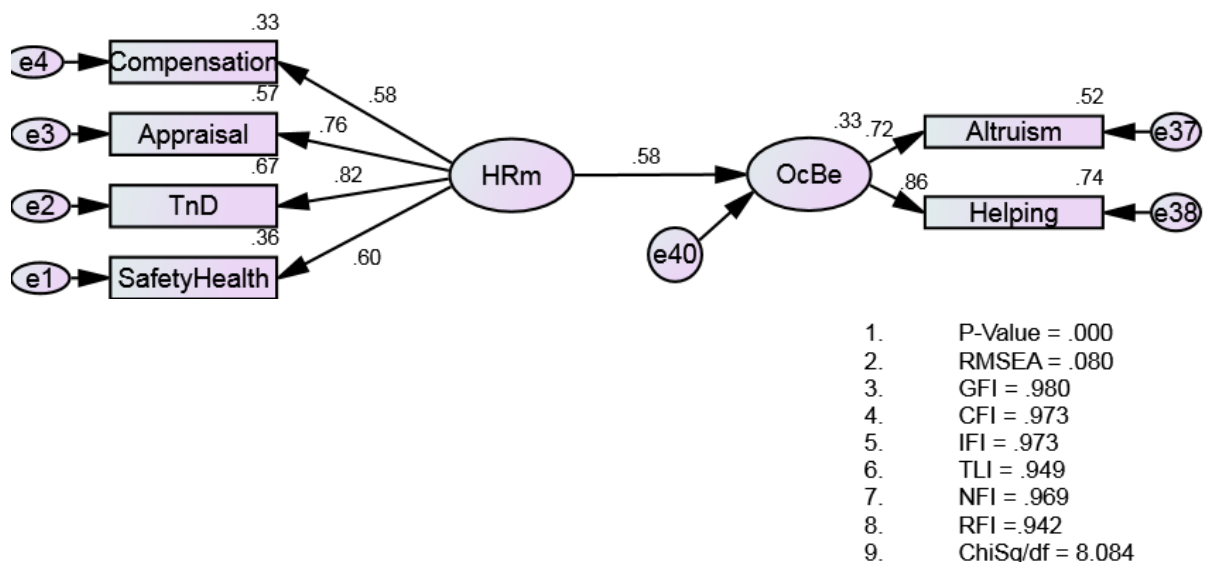 .33
e4
Compensation
.58
.57
e3
Appraisal
.76
.67
e2
TnD
.82
.36
e1
SafetyHealth
.60
HRm
.58
.33
OcBe
e40
.72
.52
Altruism
e37
.86
.74
Helping
e38
1. P-Value = .000
2. RMSEA = .080
3. GFI = .980
4. CFI = .973
5. IFI = .973
6. TLI = .949
7. NFI = .969
8. RFI =.942
9. ChiSq/df = 8.084